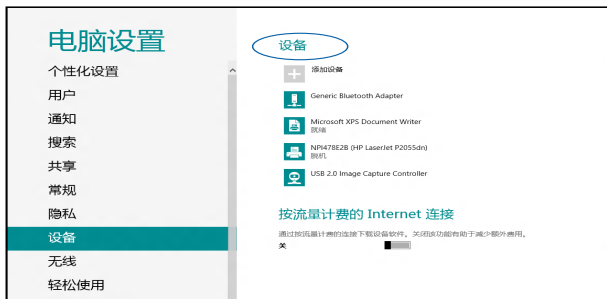 电脑设置
个性化设置
用户
通知
搜索
共享
常规
隐私
设备
无线
轻松使用
设备
添加设备
Generic Bluetooth Adapter
Microsoft XPS Document Writer
就绪
NPI478E2B (HP LaserJet P2055dn)
脱机
USB 2.0 Image Capture Controller
按流量计费的 Internet 连接
通过按流量计费的连接下载设备软件。关闭该功能有助于减少额外费用。
关